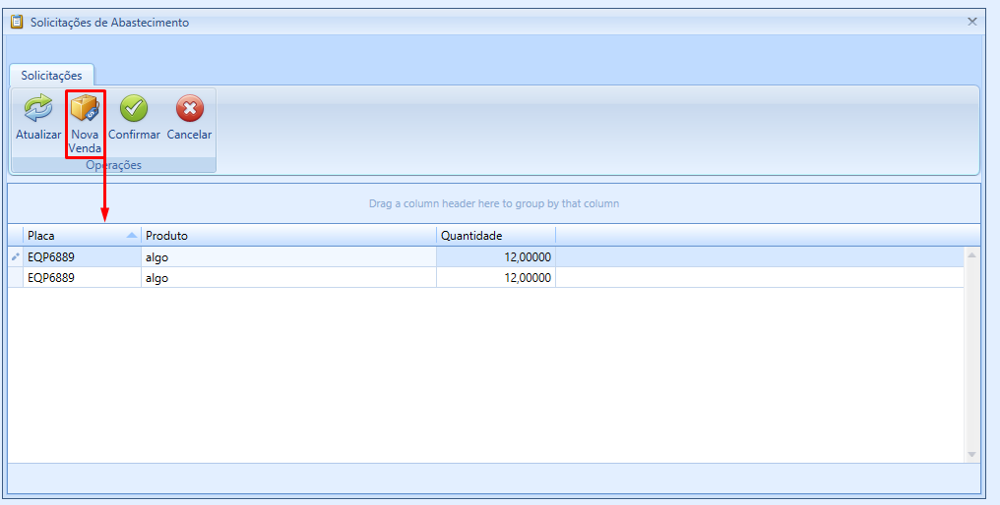 Solicitações de Abastecimento
Solicitações
Atualizar Nova Venda Confirmar Cancelar
Operações
Drag a column header here to group by that column
Placa Produto Quantidade
EQP6889 algo 12,00000
EQP6889 algo 12,00000